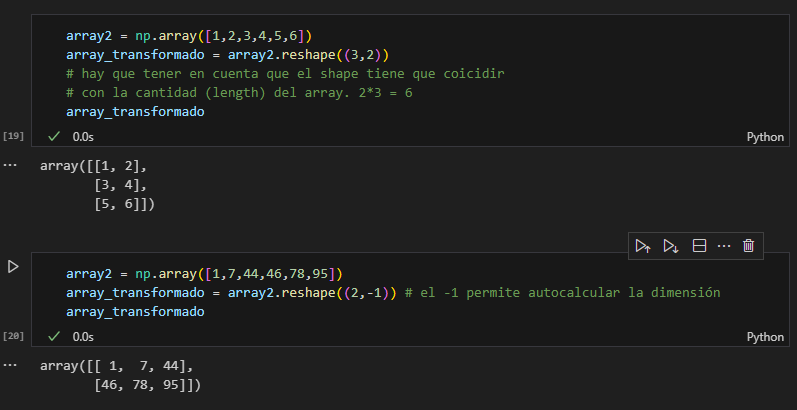 array2 = np.array([1,2,3,4,5,6])
array_transformado = array2.reshape((3,2))
# hay que tener en cuenta que el shape tiene que coicidir
# con la cantidad (length) del array. 2*3 = 6
array_transformado
[19]
0.0s
Python
... array([[1, 2],
       [3, 4],
       [5, 6]])
array2 = np.array([1,7,44,46,78,95])
array_transformado = array2.reshape((2,-1)) # el -1 permite autocalcular la dimensión
array_transformado
[20]
0.0s
Python
... array([[ 1,  7, 44],
       [46, 78, 95]])